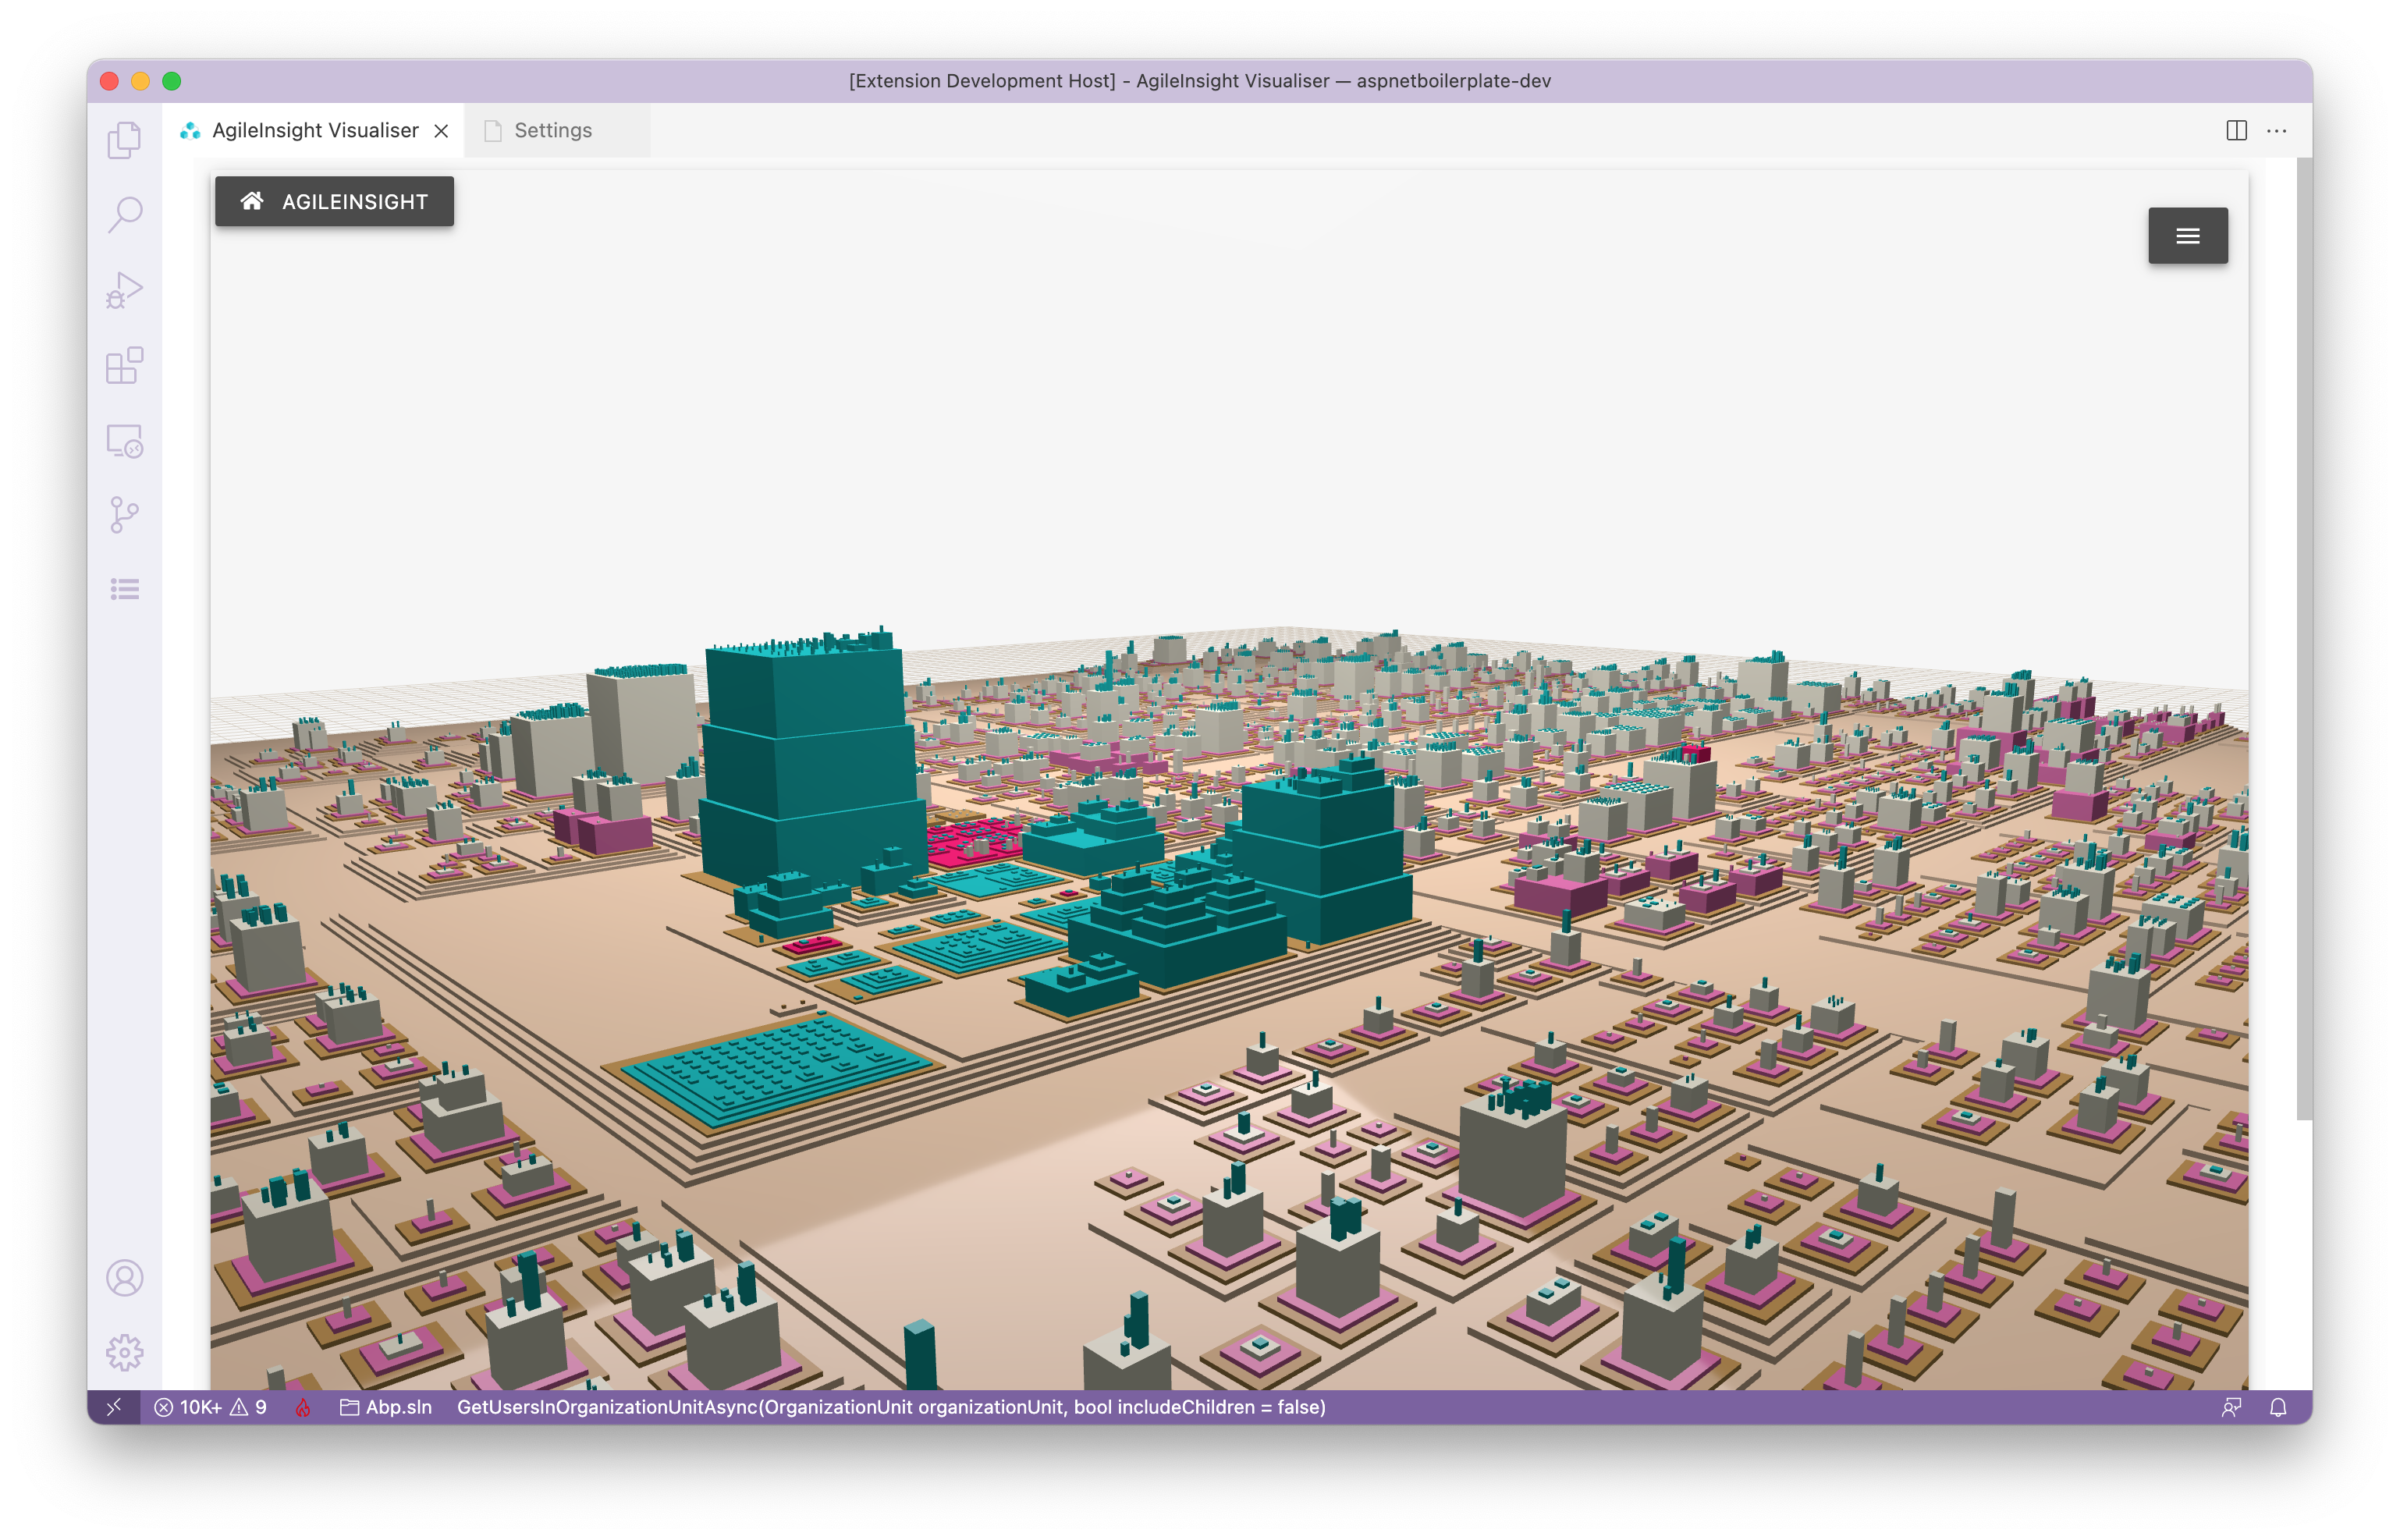 [Extension Development Host] - AgileInsight Visualiser — aspnetboilerplate-dev
AgileInsight Visualiser
Settings
AGILEINSIGHT
10K+ 9 Abp.sln GetUsersInOrganizationUnitAsync(OrganizationUnit organizationUnit, bool includeChildren = false)